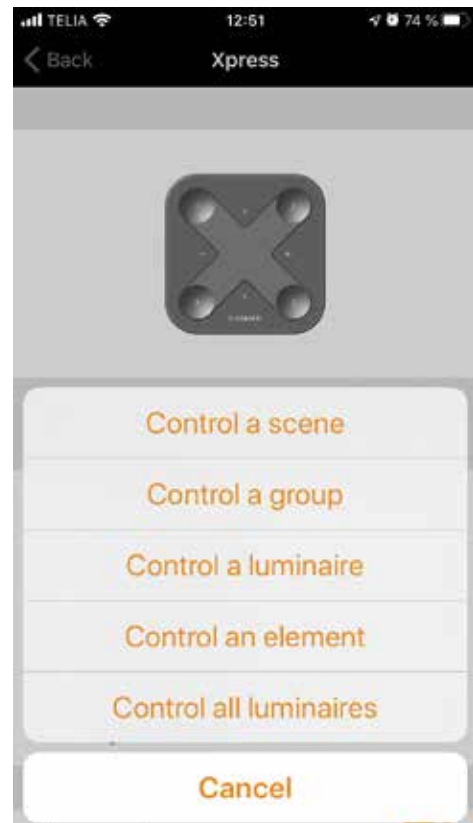 TELIA 12:51 74 %
Back Xpress
Control a scene
Control a group
Control a luminaire
Control an element
Control all luminaires
Cancel